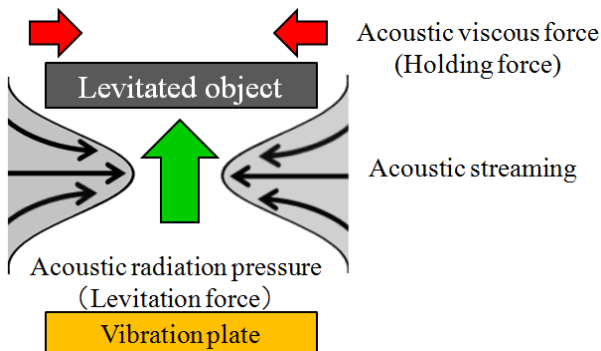 Acoustic viscous force
(Holding force)
Levitated object
Acoustic streaming
Acoustic radiation pressure
（Levitation force）
Vibration plate